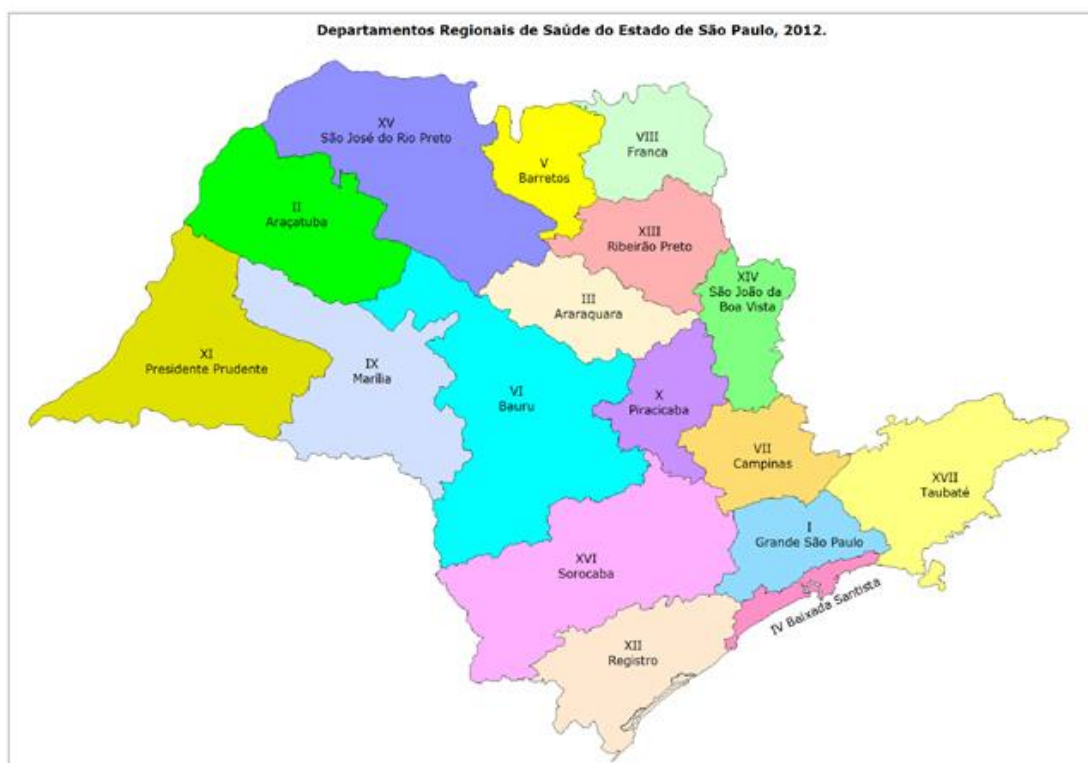 Departamentos Regionais de Saúde do Estado de São Paulo, 2012.
XV
São José do Rio Preto
VIII
Franca
V
Barretos
II
Araçatuba
XIII
Ribeirão Preto
XIV
São João da
Boa Vista
III
Araraquara
XI
Presidente Prudente
IX
Marília
VI
Bauru
X
Piracicaba
VII
Campinas
XVII
Taubaté
I
Grande São Paulo
XVI
Sorocaba
IV Baixada Santista
XII
Registro